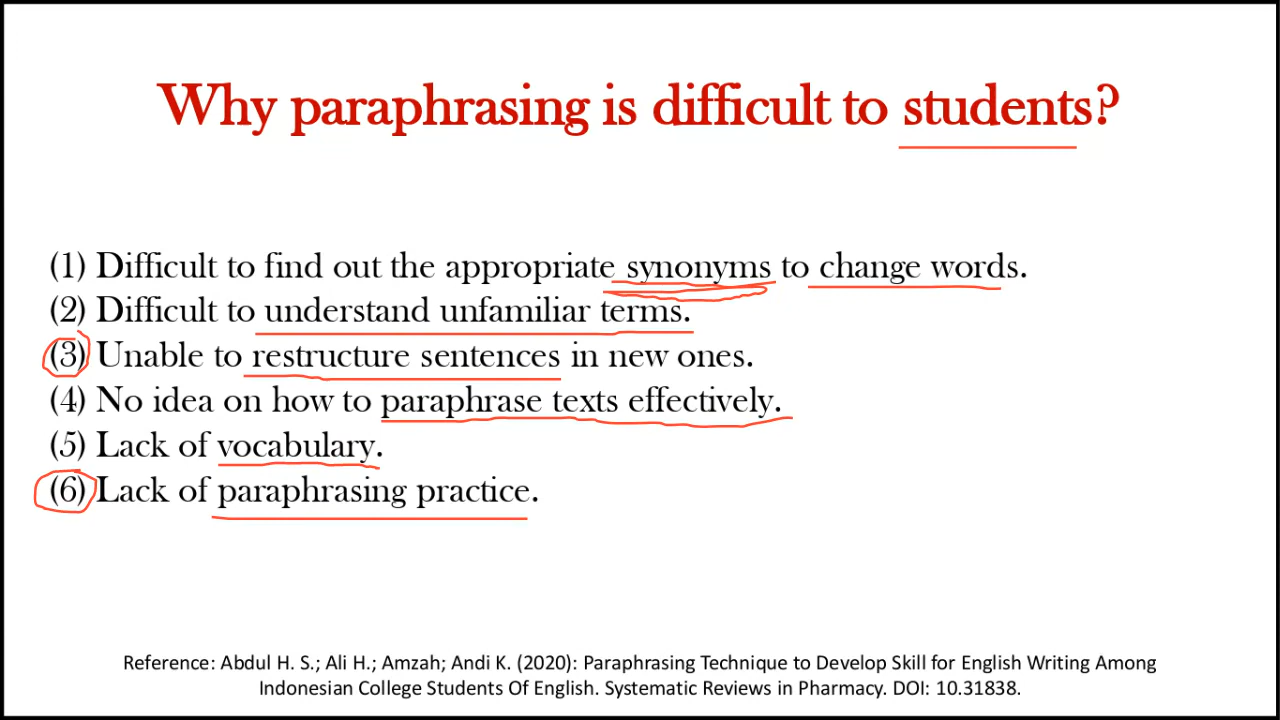 Why paraphrasing is difficult to students?
(1) Difficult to find out the appropriate synonyms to change words.
(2) Difficult to understand unfamiliar terms.
(3) Unable to restructure sentences in new ones.
(4) No idea on how to paraphrase texts effectively.
(5) Lack of vocabulary.
(6) Lack of paraphrasing practice.
Reference: Abdul H. S.; Ali H.; Amzah; Andi K. (2020): Paraphrasing Technique to Develop Skill for English Writing Among
Indonesian College Students Of English. Systematic Reviews in Pharmacy. DOI: 10.31838.